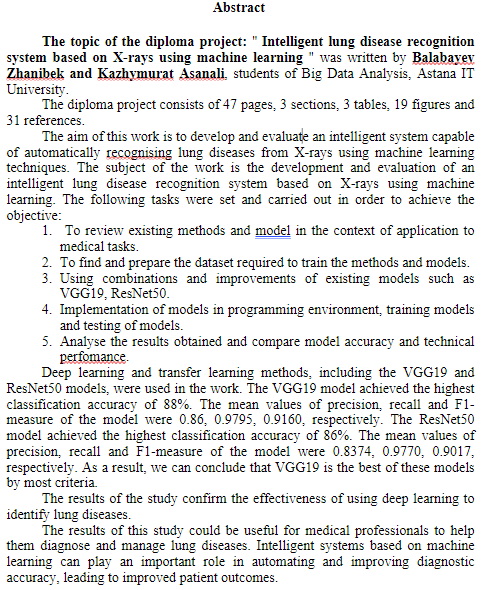 Abstract
The topic of the diploma project: " Intelligent lung disease recognition
system based on X-rays using machine learning " was written by Balabayev
Zhanibek and Kazhymurat Asanali, students of Big Data Analysis, Astana IT
University.
The diploma project consists of 47 pages, 3 sections, 3 tables, 19 figures and
31 references.
The aim of this work is to develop and evaluate an intelligent system capable
of automatically recognising lung diseases from X-rays using machine learning
techniques. The subject of the work is the development and evaluation of an
intelligent lung disease recognition system based on X-rays using machine
learning. The following tasks were set and carried out in order to achieve the
objective:
1. To review existing methods and model in the context of application to
medical tasks.
2. To find and prepare the dataset required to train the methods and models.
3. Using combinations and improvements of existing models such as
VGG19, ResNet50.
4. Implementation of models in programming environment, training models
and testing of models.
5. Analyse the results obtained and compare model accuracy and technical
perfomance.
Deep learning and transfer learning methods, including the VGG19 and
ResNet50 models, were used in the work. The VGG19 model achieved the highest
classification accuracy of 88%. The mean values of precision, recall and F1-
measure of the model were 0.86, 0.9795, 0.9160, respectively. The ResNet50
model achieved the highest classification accuracy of 86%. The mean values of
precision, recall and F1-measure of the model were 0.8374, 0.9770, 0.9017,
respectively. As a result, we can conclude that VGG19 is the best of these models
by most criteria.
The results of the study confirm the effectiveness of using deep learning to
identify lung diseases.
The results of this study could be useful for medical professionals to help
them diagnose and manage lung diseases. Intelligent systems based on machine
learning can play an important role in automating and improving diagnostic
accuracy, leading to improved patient outcomes.